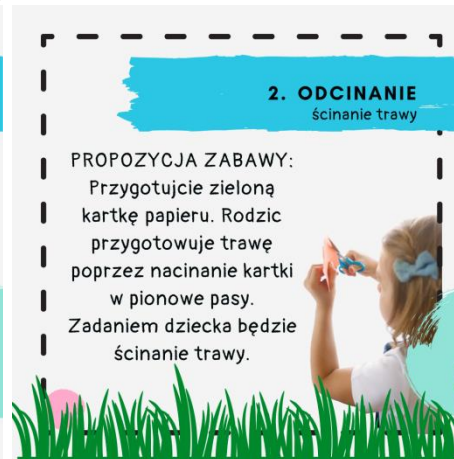 2. ODCINANIE
ścinanie trawy
PROPOZYCJA ZABAWY:
Przygotujcie zieloną
kartkę papieru. Rodzic
przygotowuje trawę
poprzez nacinanie kartki
w pionowe pasy.
Zadaniem dziecka będzie
ścinanie trawy.